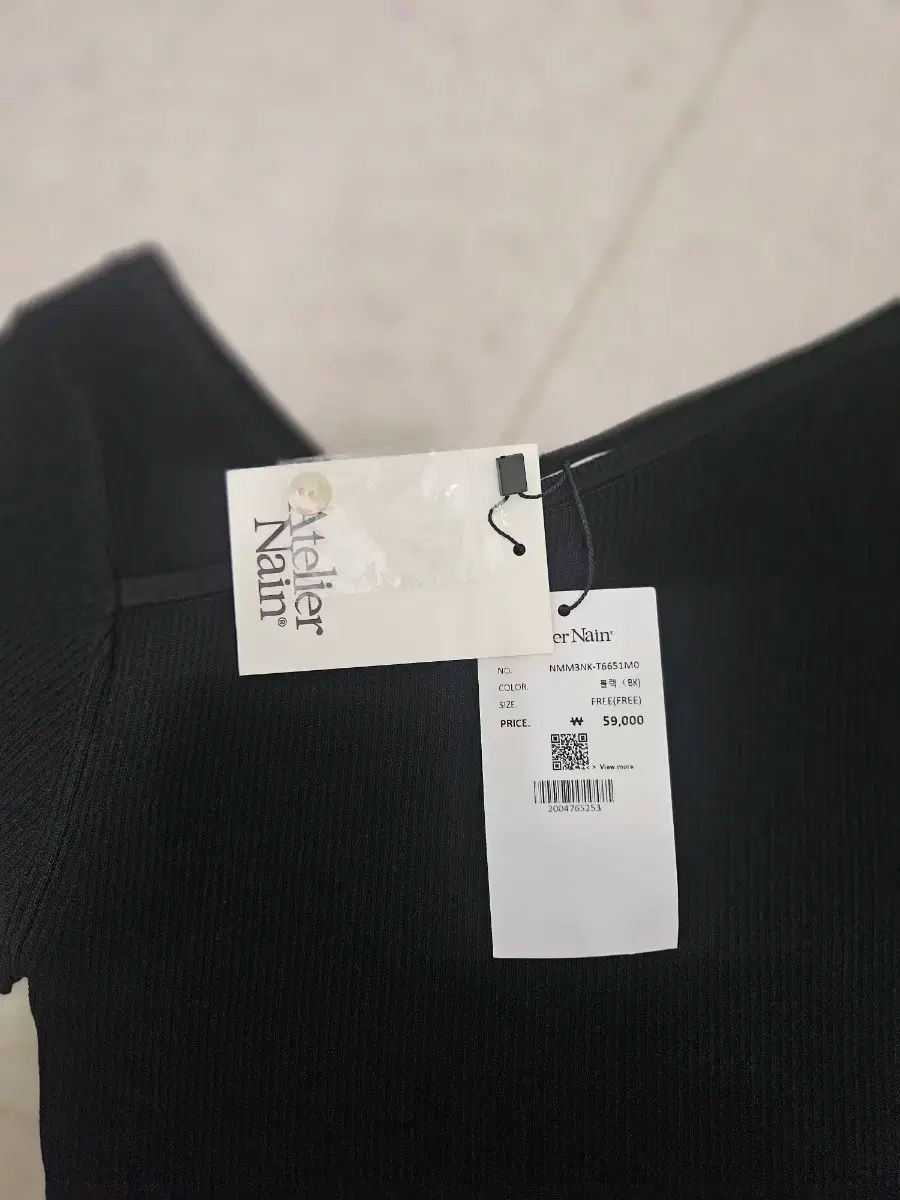 Atelier
Nain®
er Nain®
NO. NMM3NK-T6651M0
COLOR. 블랙 (BK)
SIZE. FREE(FREE)
PRICE. ₩ 59,000
> View more
2004765253